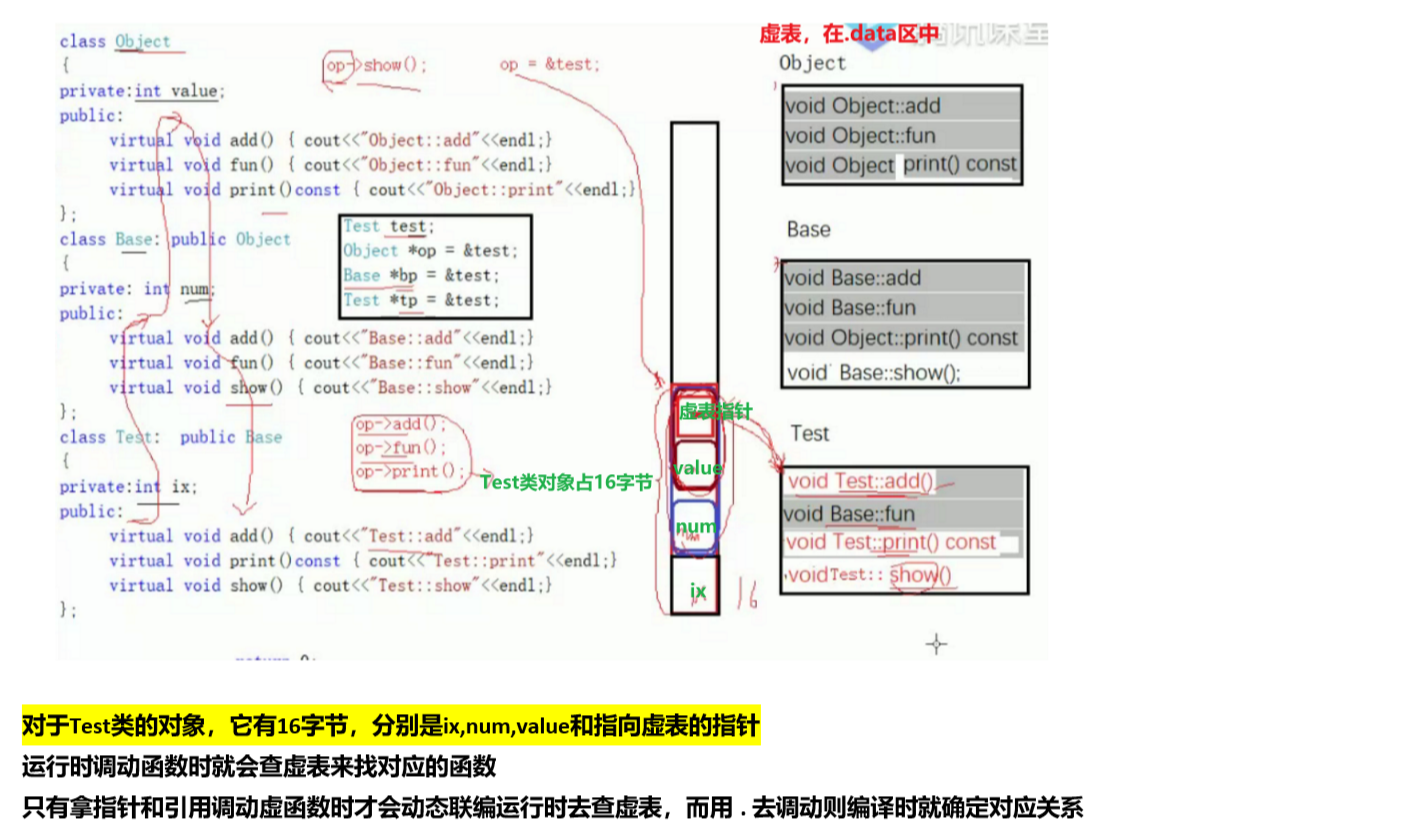 class Object
{
private:int value;
public:
virtual void add() { cout<<"Object::add"<<endl;}
virtual void fun() { cout<<"Object::fun"<<endl;}
virtual void print()const { cout<<"Object::print"<<endl;}
};
class Base: public Object
{
private: int num;
public:
virtual void add() { cout<<"Base::add"<<endl;}
virtual void fun() { cout<<"Base::fun"<<endl;}
virtual void show() { cout<<"Base::show"<<endl;}
};
class Test: public Base
{
private:int ix;
public:
virtual void add() { cout<<"Test::add"<<endl;}
virtual void print()const { cout<<"Test::print"<<endl;}
virtual void show() { cout<<"Test::show"<<endl;}
};
op->show();
op = &test;
Test test;
Object *op = &test;
Base *bp = &test;
Test *tp = &test;
op->add();
op->fun();
op->print();
Test类对象占16字节
虚表指针
value
num
ix
16
虚表，在.data区中
Object
void Object::add
void Object::fun
void Object print() const
Base
void Base::add
void Base::fun
void Object::print() const
void Base::show();
Test
void Test::add()
void Base::fun
void Test::print() const
voidTest:: show()
对于Test类的对象，它有16字节，分别是ix,num,value和指向虚表的指针
运行时调动函数时就会查虚表来找对应的函数
只有拿指针和引用调动虚函数时才会动态联编运行时去查虚表，而用 . 去调动则编译时就确定对应关系